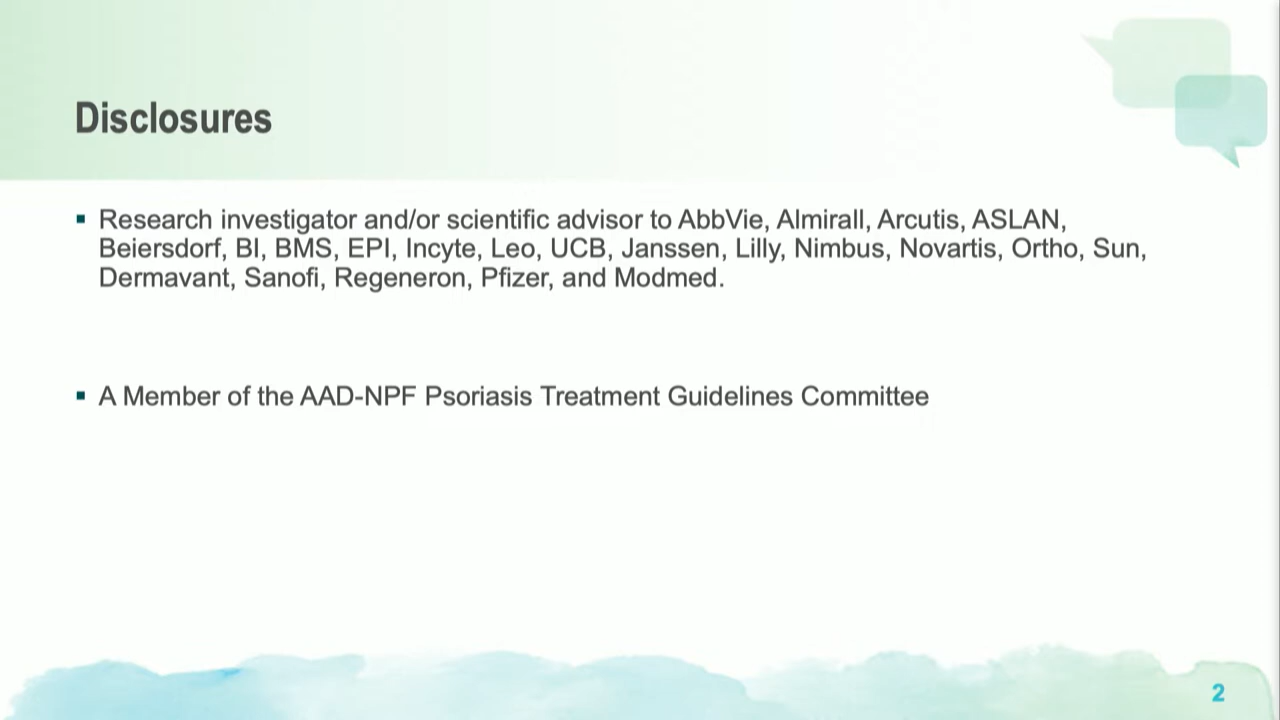 Disclosures
▪ Research investigator and/or scientific advisor to AbbVie, Almirall, Arcutis, ASLAN,
Beiersdorf, BI, BMS, EPI, Incyte, Leo, UCB, Janssen, Lilly, Nimbus, Novartis, Ortho, Sun,
Dermavant, Sanofi, Regeneron, Pfizer, and Modmed.
▪ A Member of the AAD-NPF Psoriasis Treatment Guidelines Committee
2